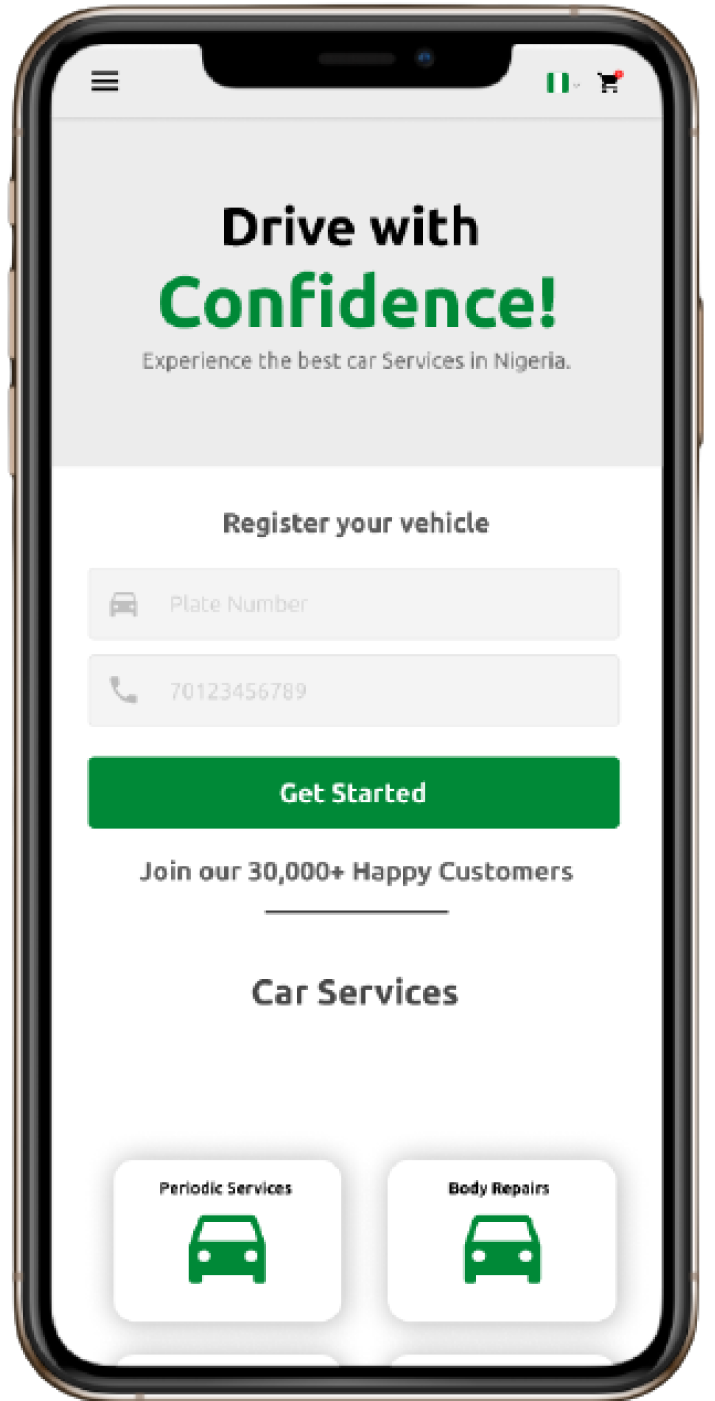 Drive with
Confidence!
Experience the best car Services in Nigeria.
Register your vehicle
Plate Number
70123456789
Get Started
Join our 30,000+ Happy Customers
Car Services
Periodic Services
Body Repairs